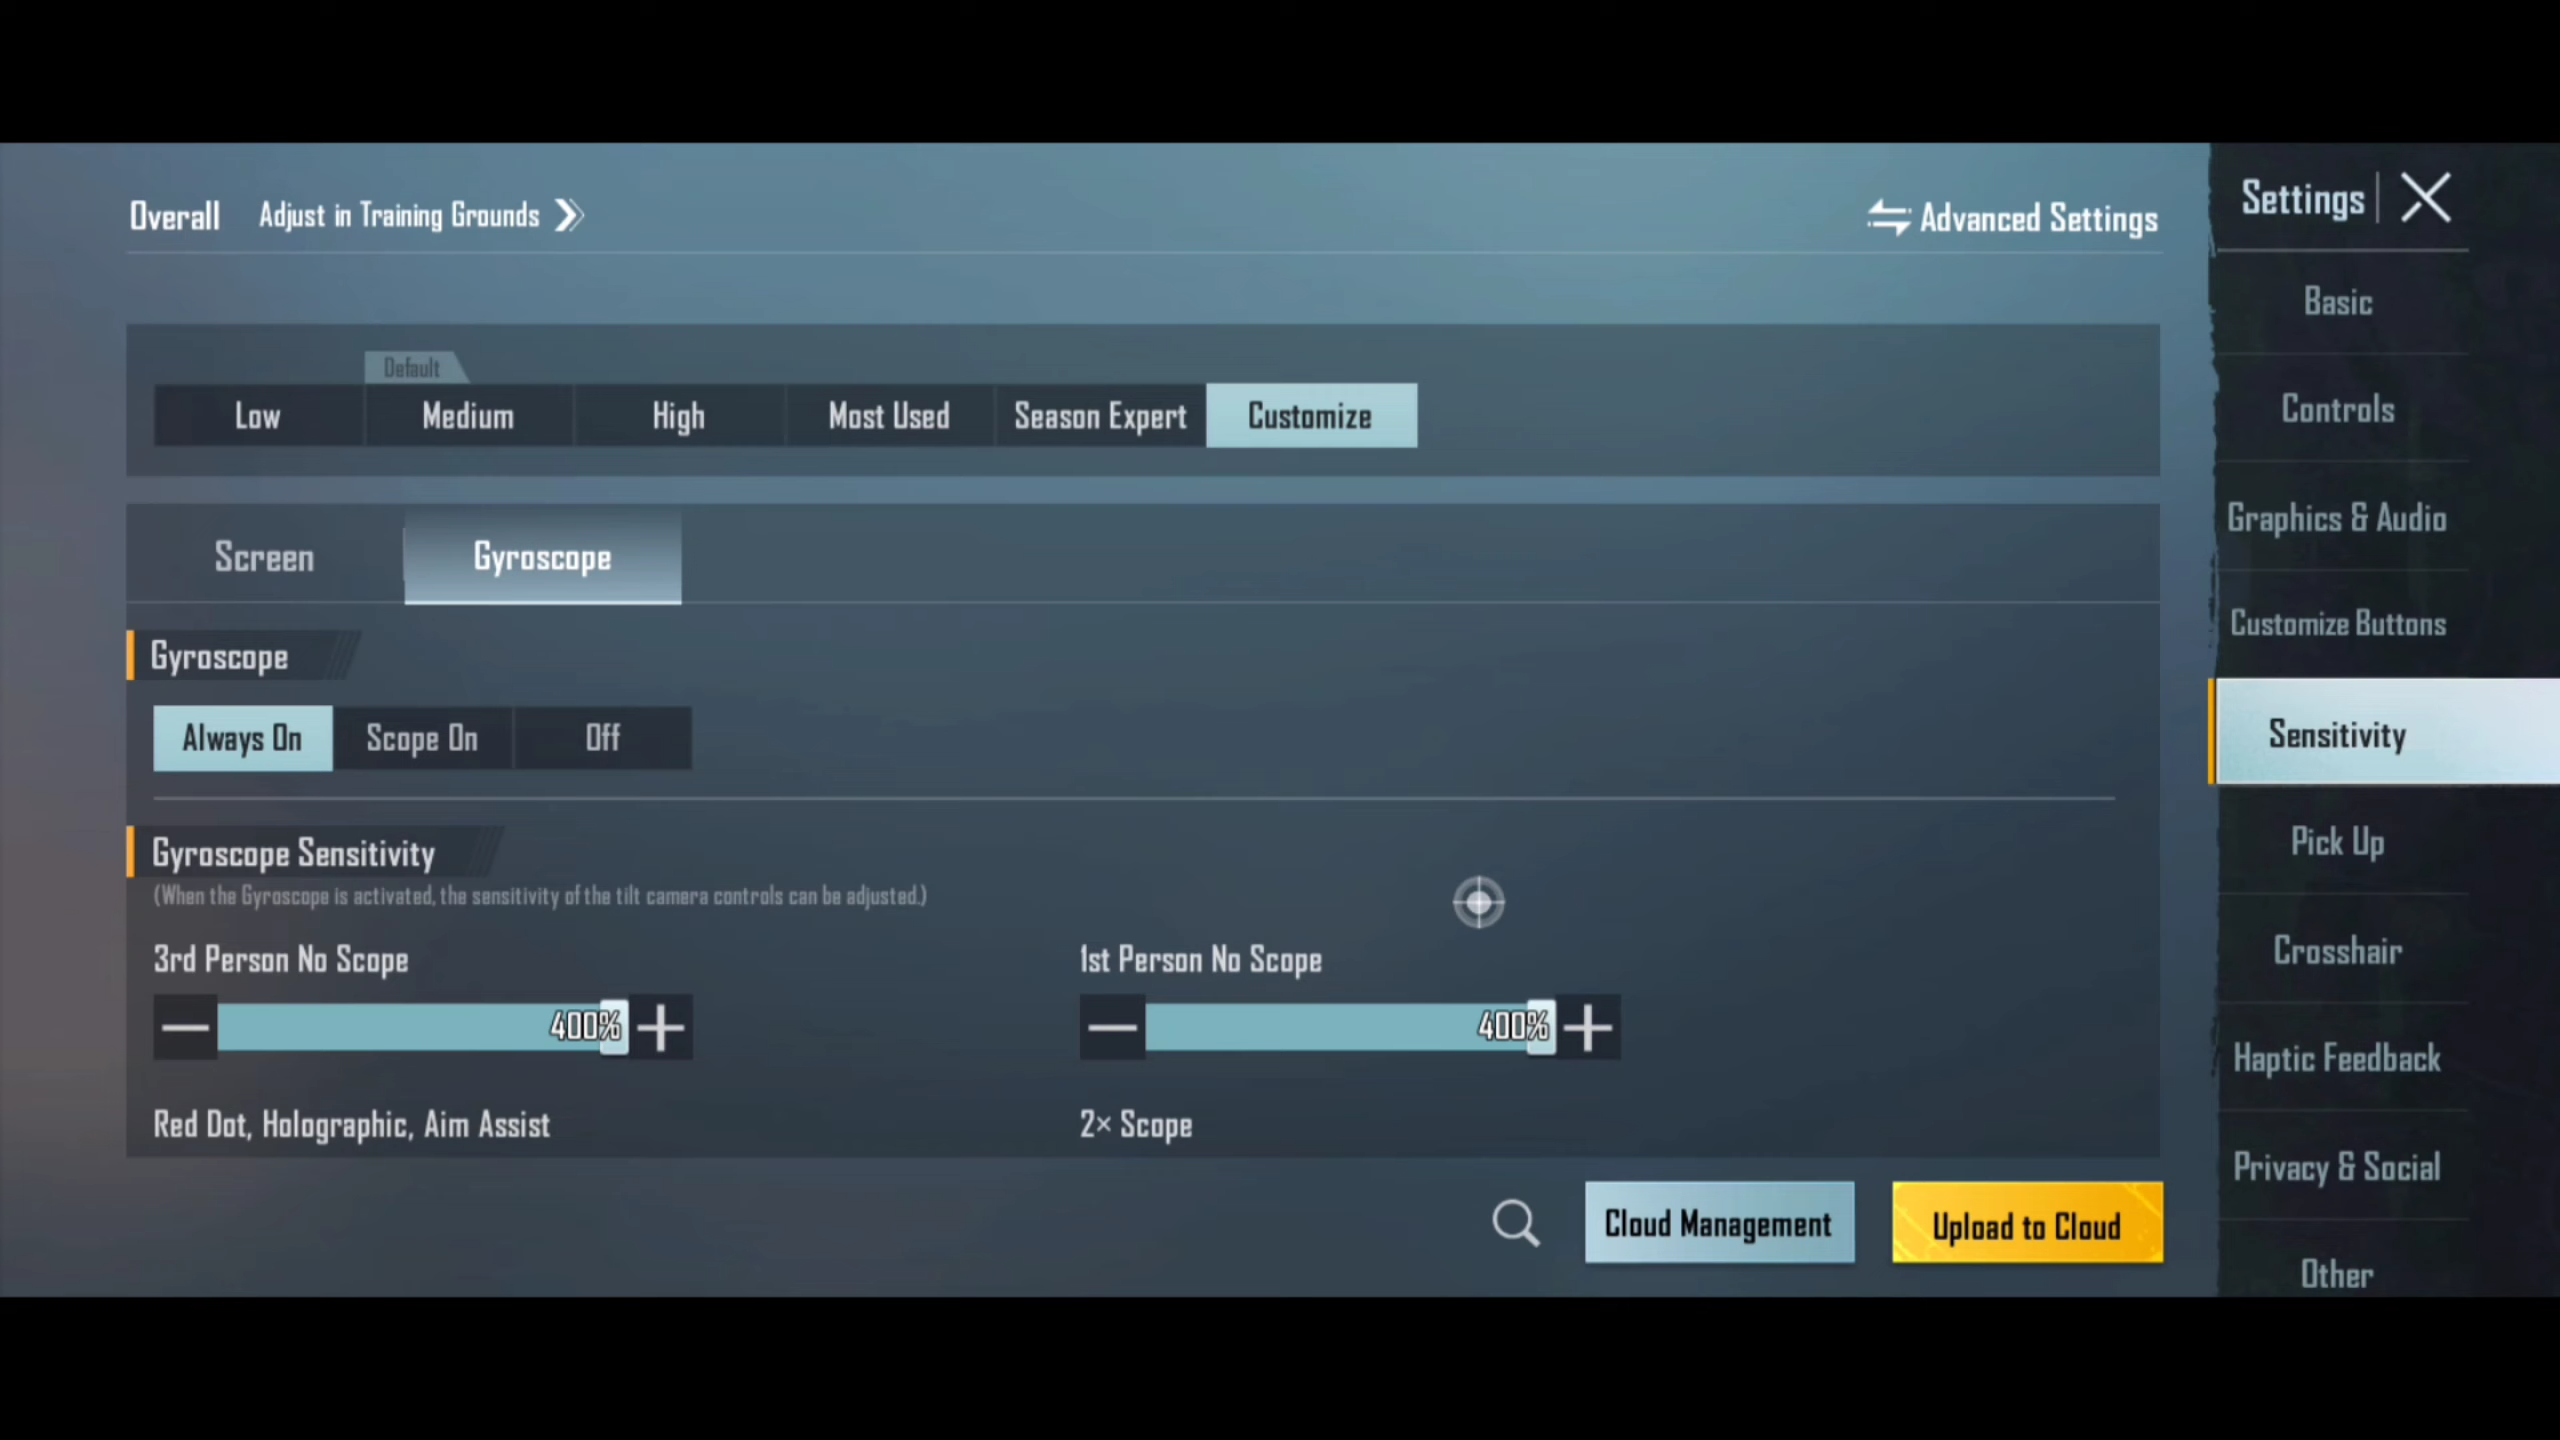 Overall Adjust in Training Grounds
Advanced Settings
Settings
Default
Low Medium High Most Used Season Expert Customize
Screen Gyroscope
Gyroscope
Always On Scope On Off
Gyroscope Sensitivity
(When the Gyroscope is activated, the sensitivity of the tilt camera controls can be adjusted.)
3rd Person No Scope
1st Person No Scope
400%
400%
Red Dot, Holographic, Aim Assist
2× Scope
Cloud Management
Upload to Cloud
Basic
Controls
Graphics & Audio
Customize Buttons
Sensitivity
Pick Up
Crosshair
Haptic Feedback
Privacy & Social
Other